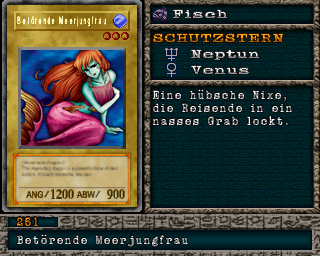 Betörende Meerjungfrau
ANG/1200 ABW/ 900
Fisch
SCHUTZSTERN
Neptun
Venus
Eine hübsche Nixe,
die Reisende in ein
nasses Grab lockt.
251
Betörende Meerjungfrau